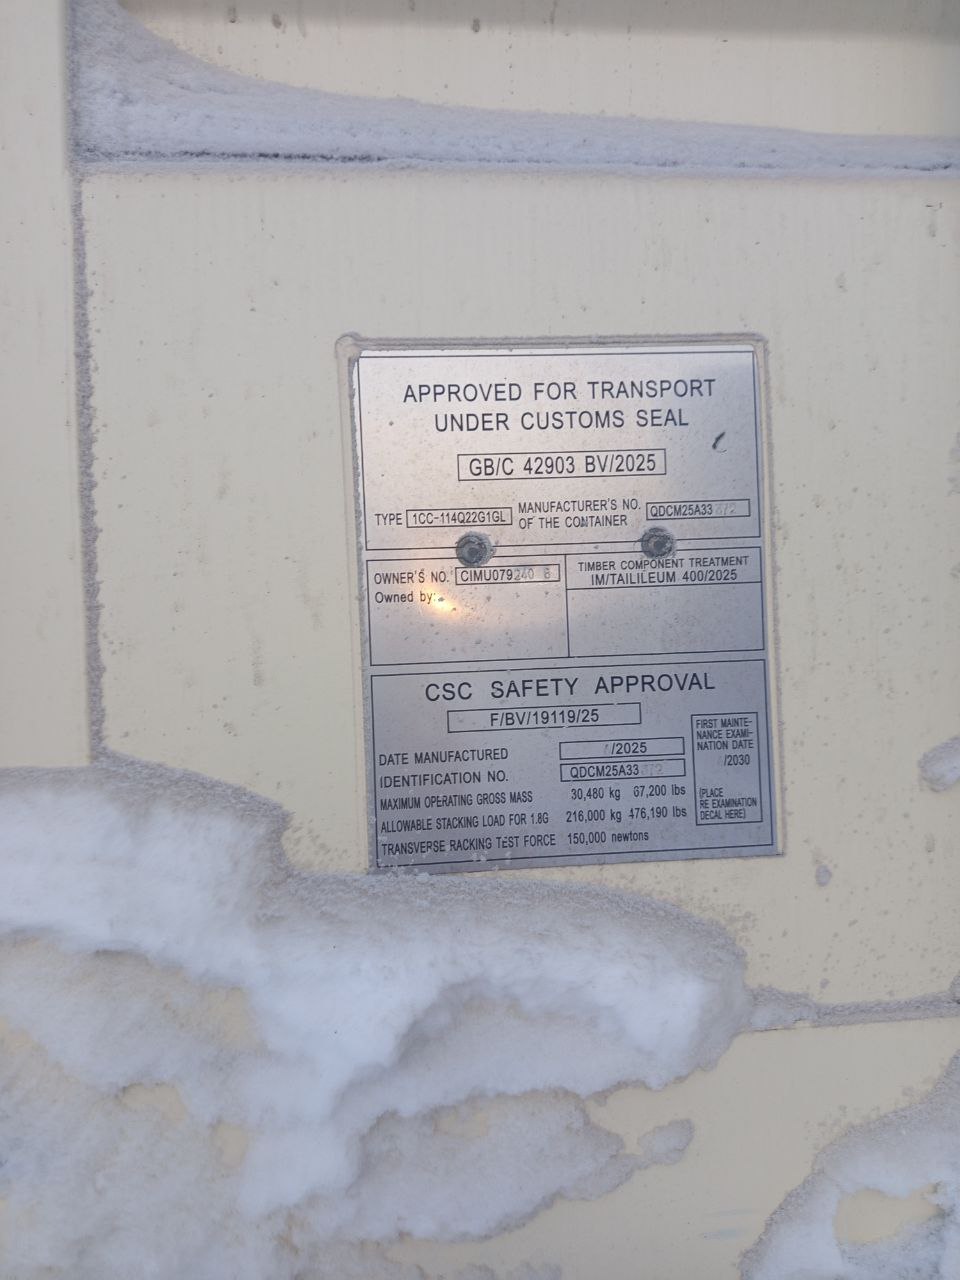 APPROVED FOR TRANSPORT
UNDER CUSTOMS SEAL
GB/C 42903 BV/2025
TYPE 1CC-114Q22G1GL
MANUFACTURER'S NO.
OF THE CONTAINER
QDCM25A33
OWNER'S NO. CIMU079240
Owned by:
TIMBER COMPONENT TREATMENT
IM/TAILILEUM 400/2025
CSC SAFETY APPROVAL
F/BV/19119/25
DATE MANUFACTURED /2025
IDENTIFICATION NO. QDCM25A33
MAXIMUM OPERATING GROSS MASS 30,480 kg 67,200 lbs
ALLOWABLE STACKING LOAD FOR 1.8G 216,000 kg 476,190 lbs
TRANSVERSE RACKING TEST FORCE 150,000 newtons
FIRST MAINTE-
NANCE EXAMI-
NATION DATE
/2030
(PLACE
RE EXAMINATION
DECAL HERE)